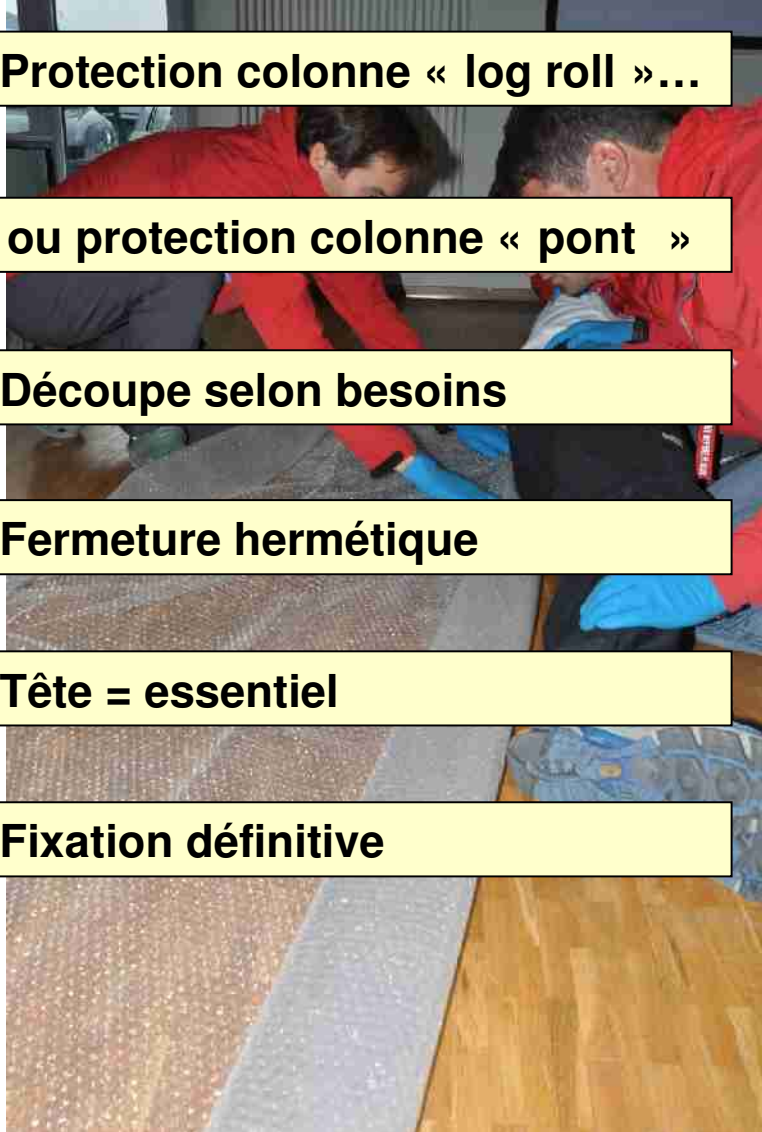 Protection colonne « log roll »…
ou protection colonne « pont »
Découpe selon besoins
Fermeture hermétique
Tête = essentiel
Fixation définitive